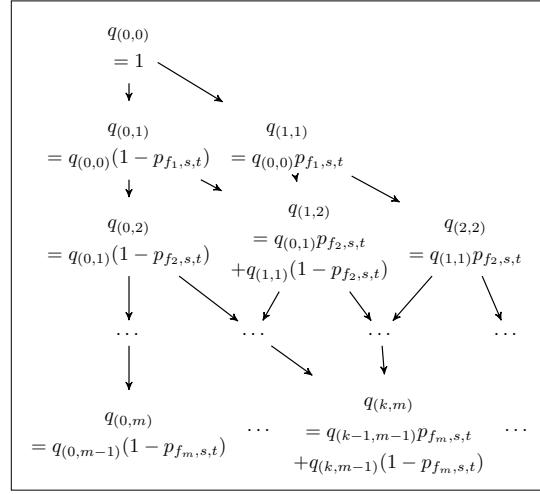 q_{(0,0)}
= 1
q_{(0,1)}
= q_{(0,0)}(1 − p_{f_1,s,t})
q_{(1,1)}
= q_{(0,0)}p_{f_1,s,t}
q_{(0,2)}
= q_{(0,1)}(1 − p_{f_2,s,t})
q_{(1,2)}
= q_{(0,1)}p_{f_2,s,t}
+q_{(1,1)}(1 − p_{f_2,s,t})
q_{(2,2)}
= q_{(1,1)}p_{f_2,s,t}
⋯
⋯
⋯
⋯
q_{(0,m)}
= q_{(0,m−1)}(1 − p_{f_m,s,t})
⋯
q_{(k,m)}
= q_{(k−1,m−1)}p_{f_m,s,t}
+q_{(k,m−1)}(1 − p_{f_m,s,t})
⋯